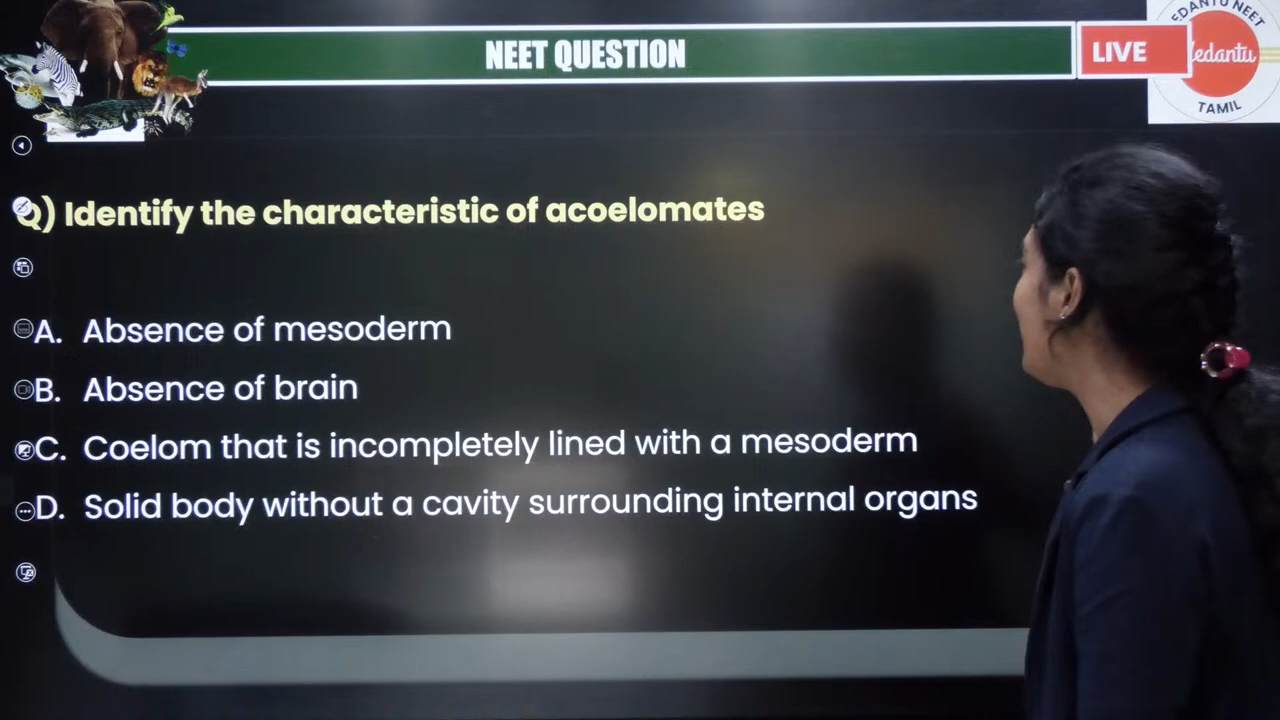 NEET QUESTION
LIVE
EDANTU NEET
Vedantu
TAMIL
Q) Identify the characteristic of acoelomates
A. Absence of mesoderm
B. Absence of brain
C. Coelom that is incompletely lined with a mesoderm
D. Solid body without a cavity surrounding internal organs